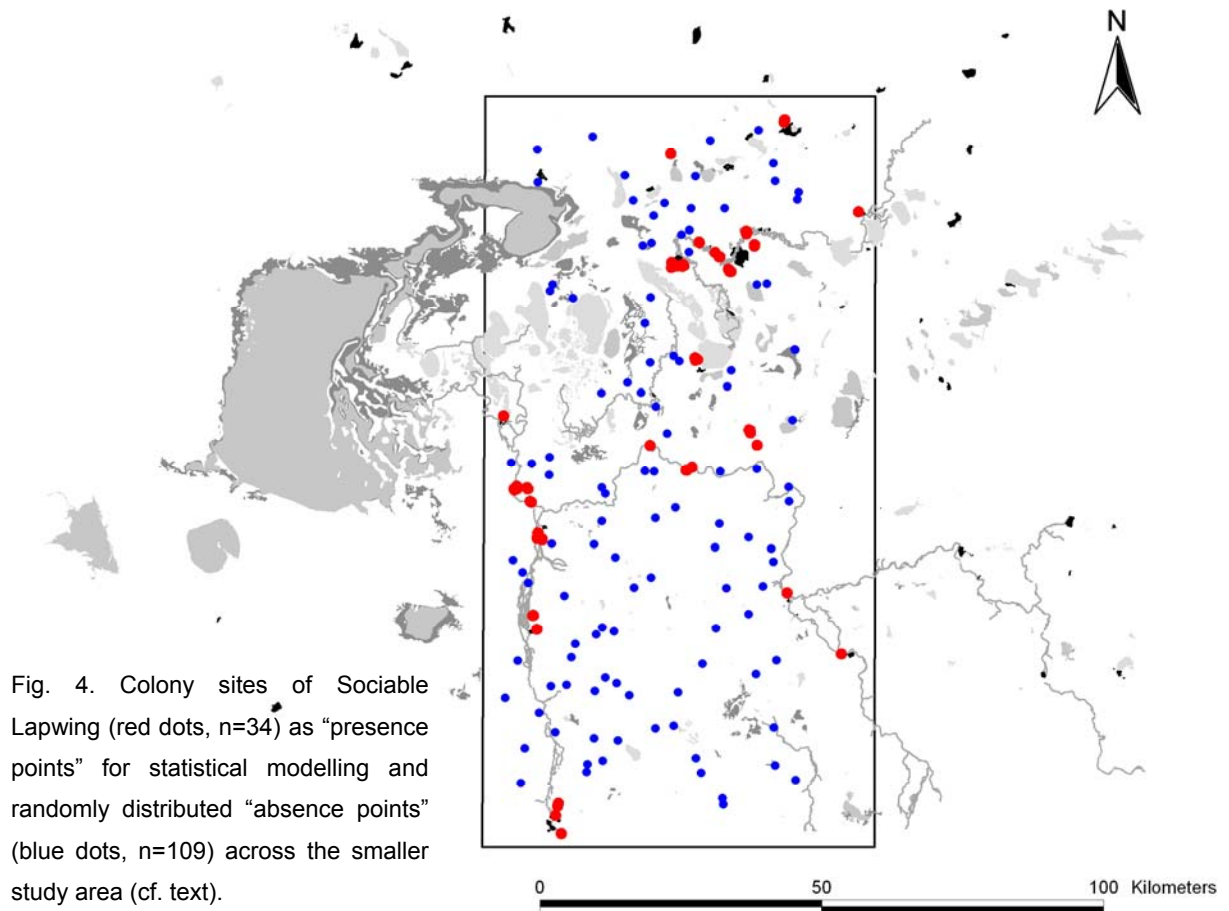 N
Fig. 4. Colony sites of Sociable
Lapwing (red dots, n=34) as “presence
points” for statistical modelling and
randomly distributed “absence points”
(blue dots, n=109) across the smaller
study area (cf. text).
0 50 100 Kilometers